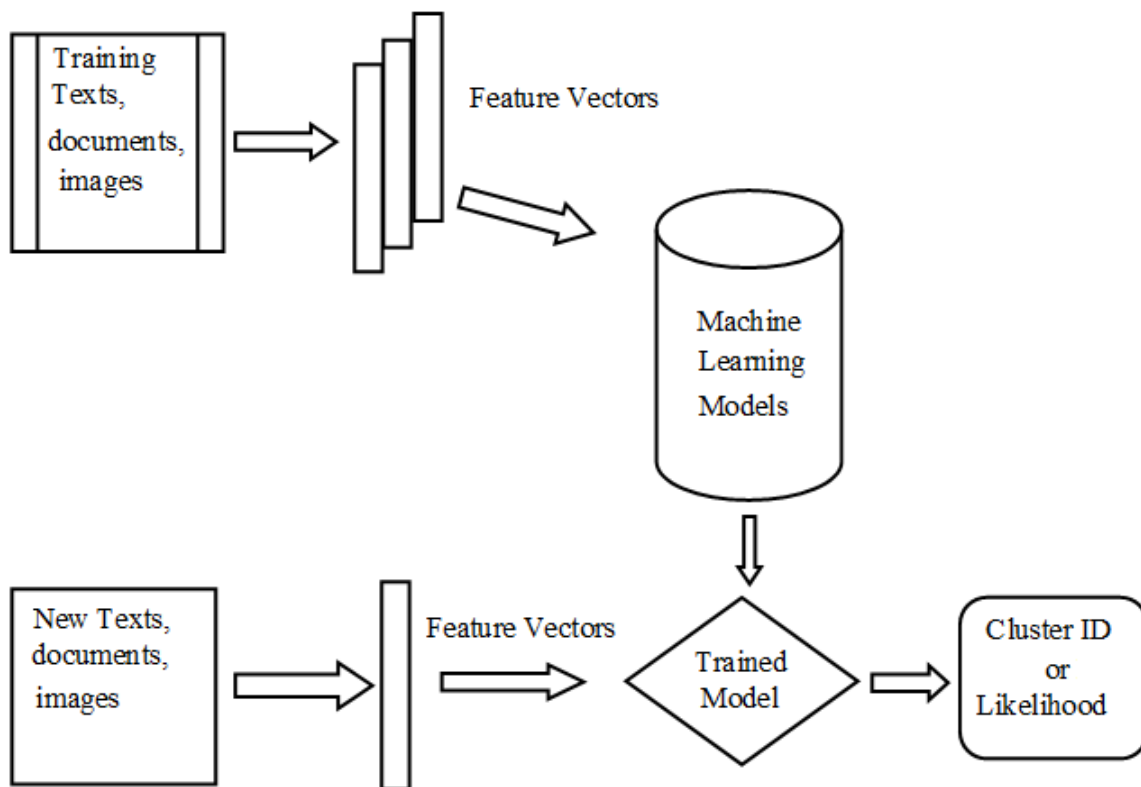 Training
Texts,
documents,
images
Feature Vectors
Machine
Learning
Models
New Texts,
documents,
images
Feature Vectors
Trained
Model
Cluster ID
or
Likelihood